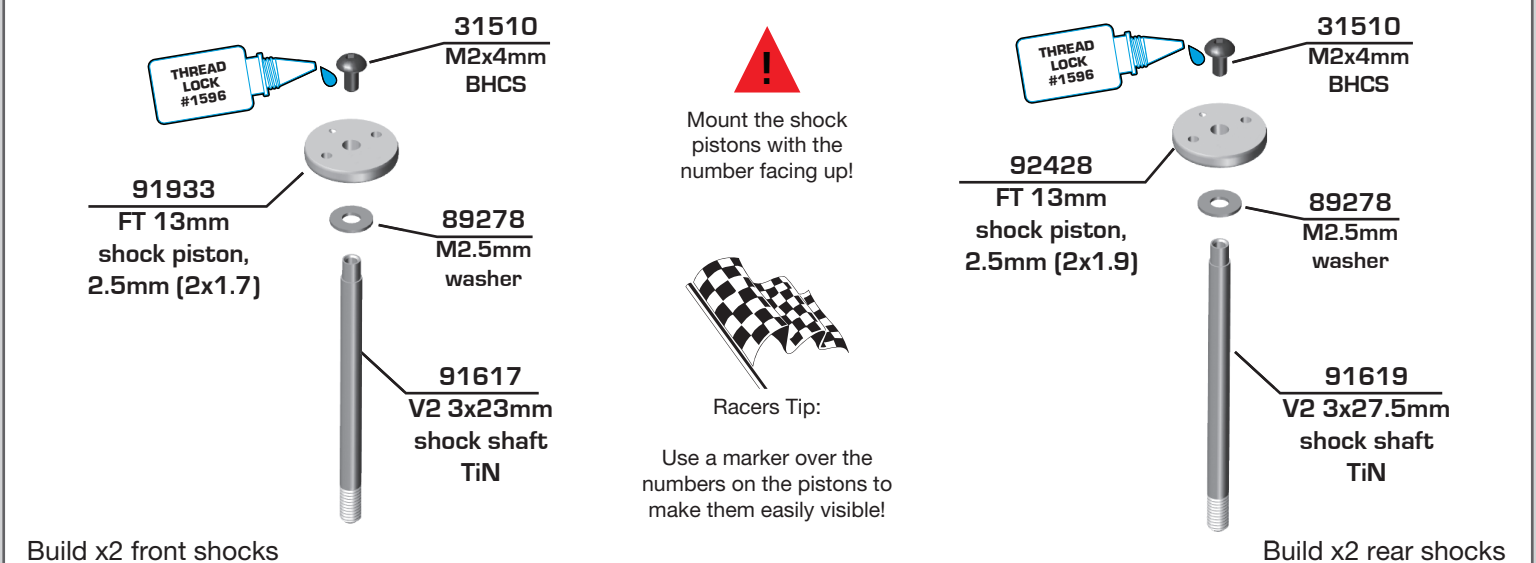 31510
M2x4mm
BHCS
THREAD
LOCK
#1596
91933
FT 13mm
shock piston,
2.5mm (2x1.7)
89278
M2.5mm
washer
91617
V2 3x23mm
shock shaft
TiN
Build x2 front shocks
!
Mount the shock
pistons with the
number facing up!
Racers Tip:
Use a marker over the
numbers on the pistons to
make them easily visible!
31510
M2x4mm
BHCS
THREAD
LOCK
#1596
92428
FT 13mm
shock piston,
2.5mm (2x1.9)
89278
M2.5mm
washer
91619
V2 3x27.5mm
shock shaft
TiN
Build x2 rear shocks